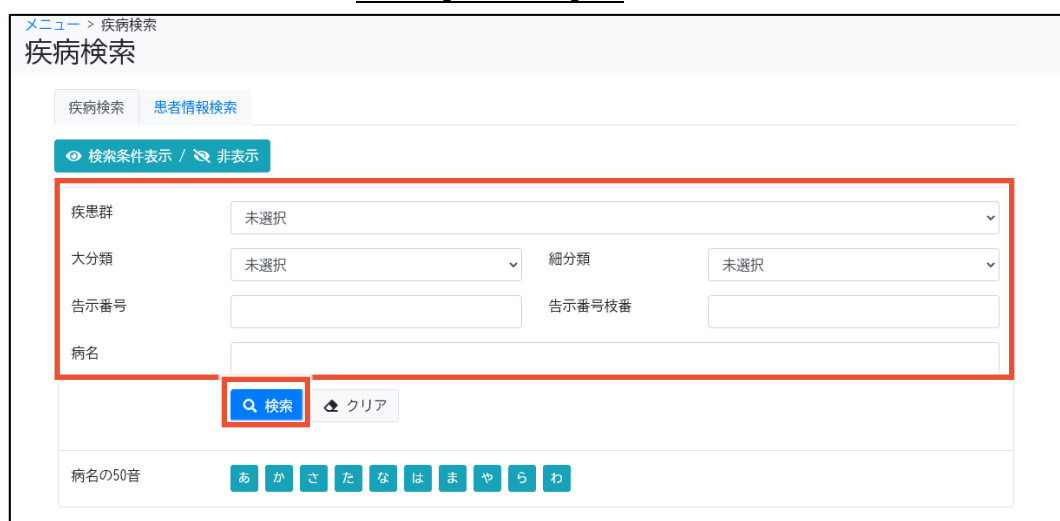 メニュー > 疾病検索
疾病検索
疾病検索 患者情報検索
検索条件表示 / 非表示
疾患群 未選択
大分類 未選択 細分類 未選択
告示番号 告示番号枝番
病名
検索 クリア
病名の50音 あ か さ た な は ま や ら わ